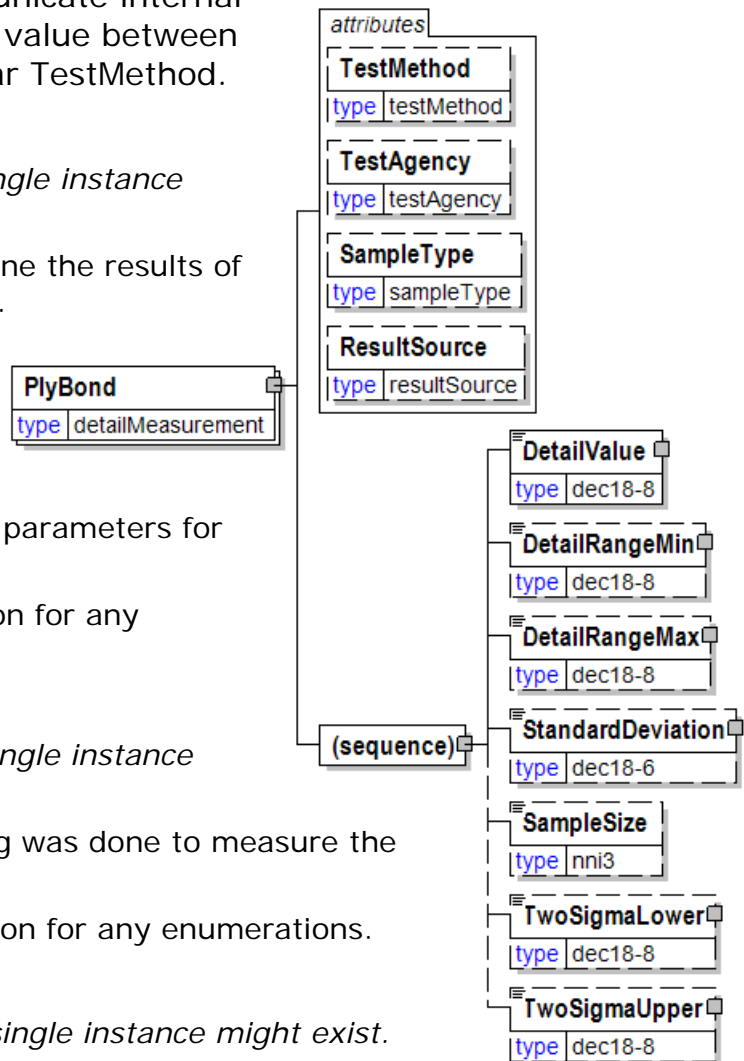 unicate internal
value between
ar TestMethod.
ngle instance
ne the results of
.
parameters for
on for any
ngle instance
g was done to measure the
on for any enumerations.
single instance might exist.
attributes
TestMethod
type testMethod
TestAgency
type testAgency
SampleType
type sampleType
ResultSource
type resultSource
PlyBond
type detailMeasurement
(sequence)
DetailValue
type dec18-8
DetailRangeMin
type dec18-8
DetailRangeMax
type dec18-8
StandardDeviation
type dec18-6
SampleSize
type nni3
TwoSigmaLower
type dec18-8
TwoSigmaUpper
type dec18-8